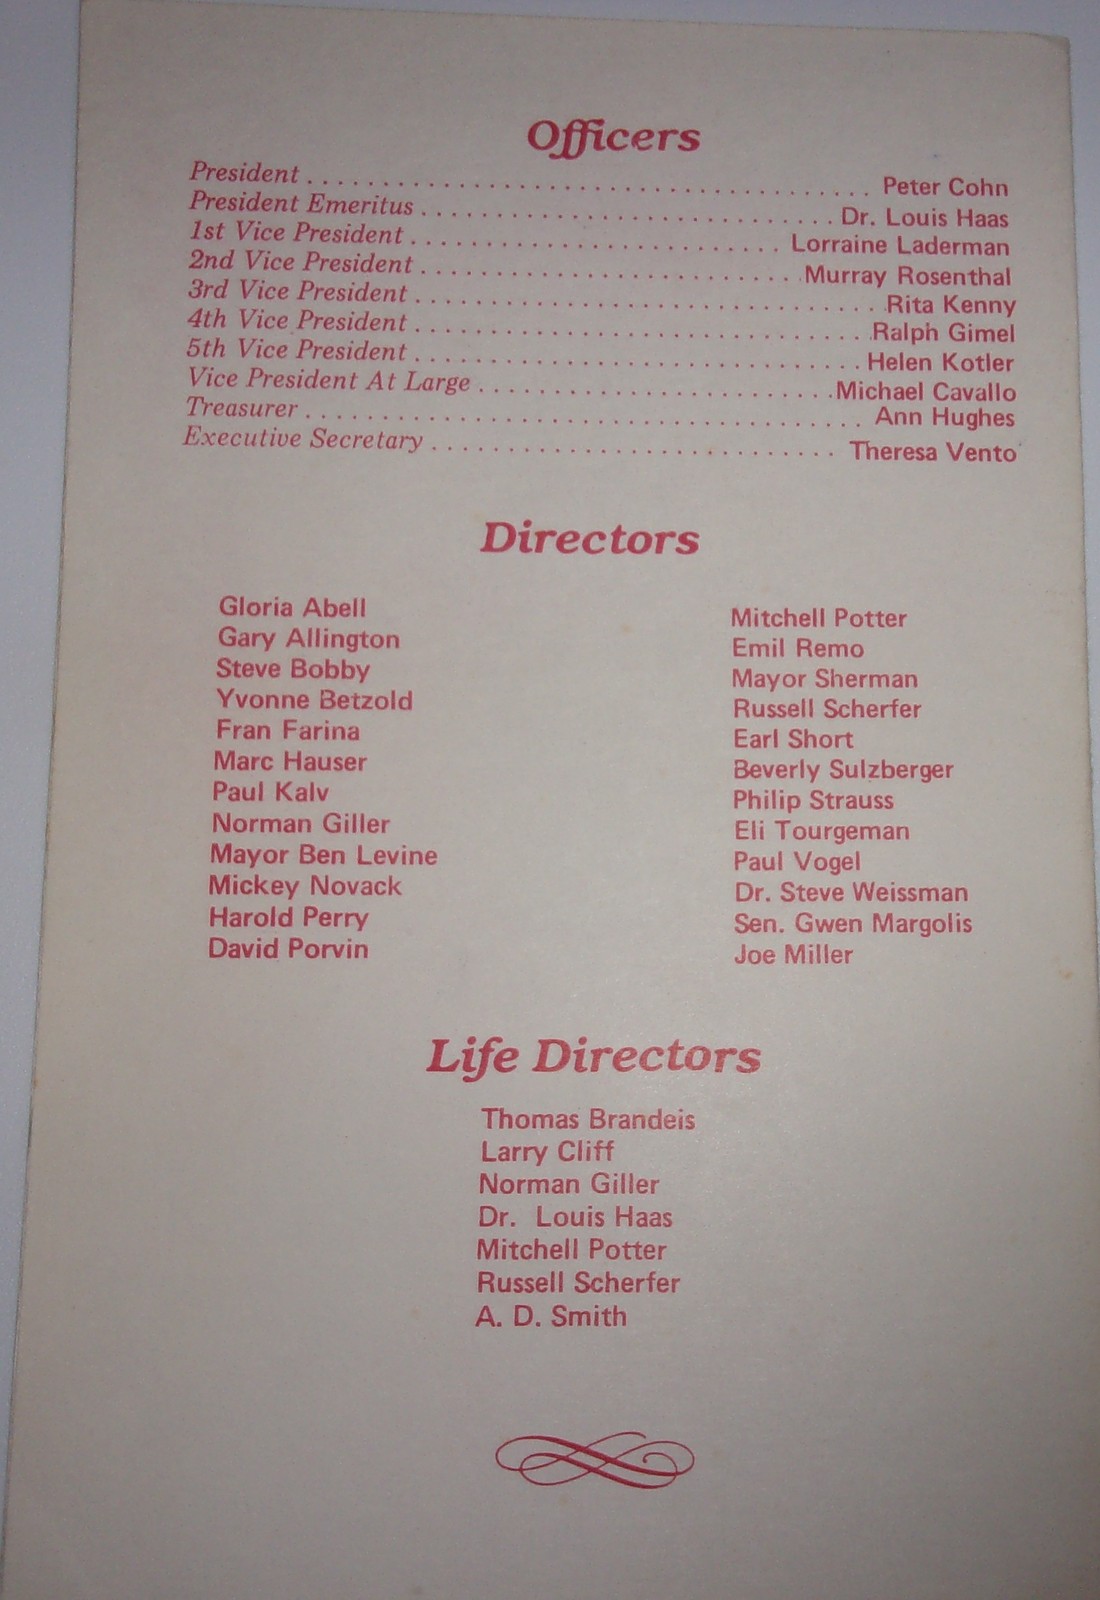 Officers
President . . . . . . . . . . . . . . . . . . . . . . . . . . . . . . . . . . . . . . Peter Cohn
President Emeritus . . . . . . . . . . . . . . . . . . . . . . . . . . . . Dr. Louis Haas
1st Vice President . . . . . . . . . . . . . . . . . . . . . . . . . Lorraine Laderman
2nd Vice President . . . . . . . . . . . . . . . . . . . . . . . . . . Murray Rosenthal
3rd Vice President . . . . . . . . . . . . . . . . . . . . . . . . . . . . . . . . Rita Kenny
4th Vice President . . . . . . . . . . . . . . . . . . . . . . . . . . . . . . . Ralph Gimel
5th Vice President . . . . . . . . . . . . . . . . . . . . . . . . . . . . . . Helen Kotler
Vice President At Large . . . . . . . . . . . . . . . . . . . . . . . . Michael Cavallo
Treasurer . . . . . . . . . . . . . . . . . . . . . . . . . . . . . . . . . . . . . . Ann Hughes
Executive Secretary . . . . . . . . . . . . . . . . . . . . . . . . . . . Theresa Vento
Directors
Gloria Abell
Gary Allington
Steve Bobby
Yvonne Betzold
Fran Farina
Marc Hauser
Paul Kalv
Norman Giller
Mayor Ben Levine
Mickey Novack
Harold Perry
David Porvin
Mitchell Potter
Emil Remo
Mayor Sherman
Russell Scherfer
Earl Short
Beverly Sulzberger
Philip Strauss
Eli Tourgeman
Paul Vogel
Dr. Steve Weissman
Sen. Gwen Margolis
Joe Miller
Life Directors
Thomas Brandeis
Larry Cliff
Norman Giller
Dr. Louis Haas
Mitchell Potter
Russell Scherfer
A. D. Smith